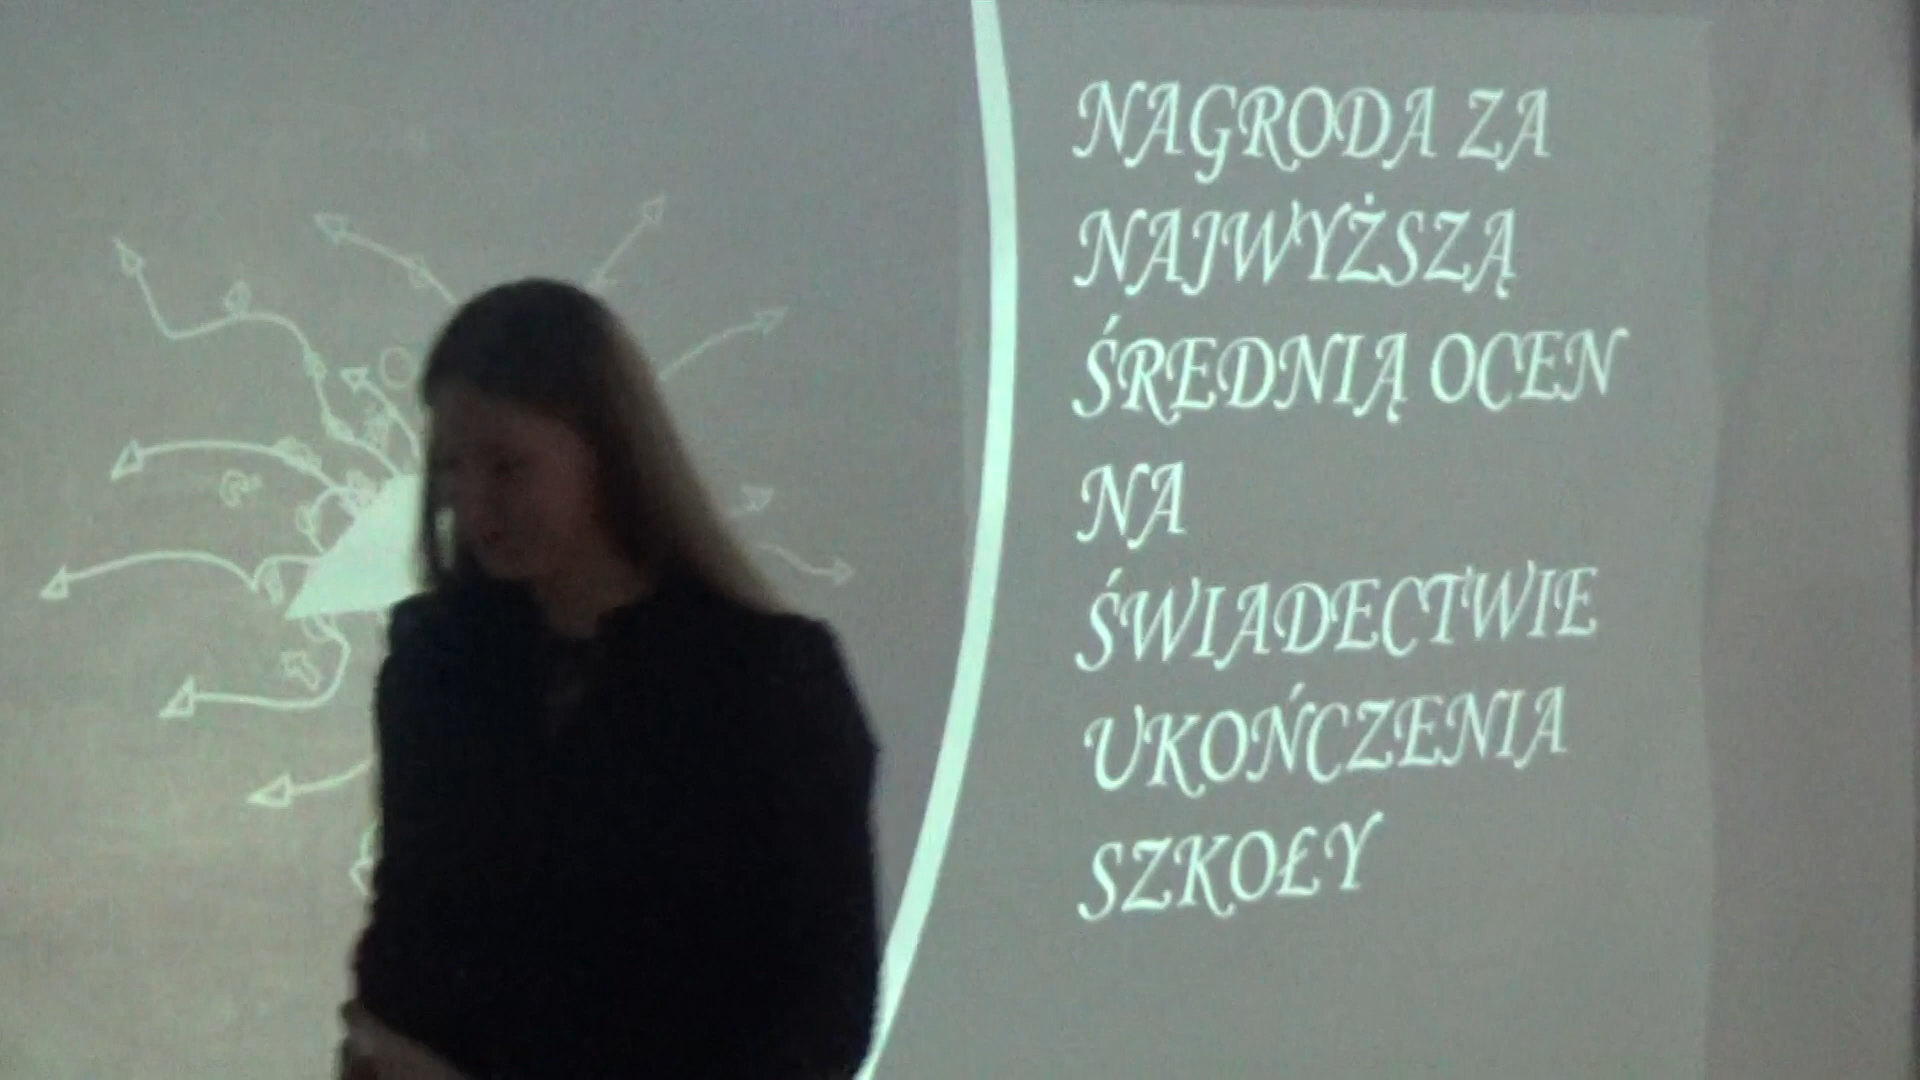 NAGRODA ZA
NAJWYŻSZĄ
ŚREDNIĄ OCEN
NA
ŚWIADECTWIE
UKOŃCZENIA
SZKOŁY